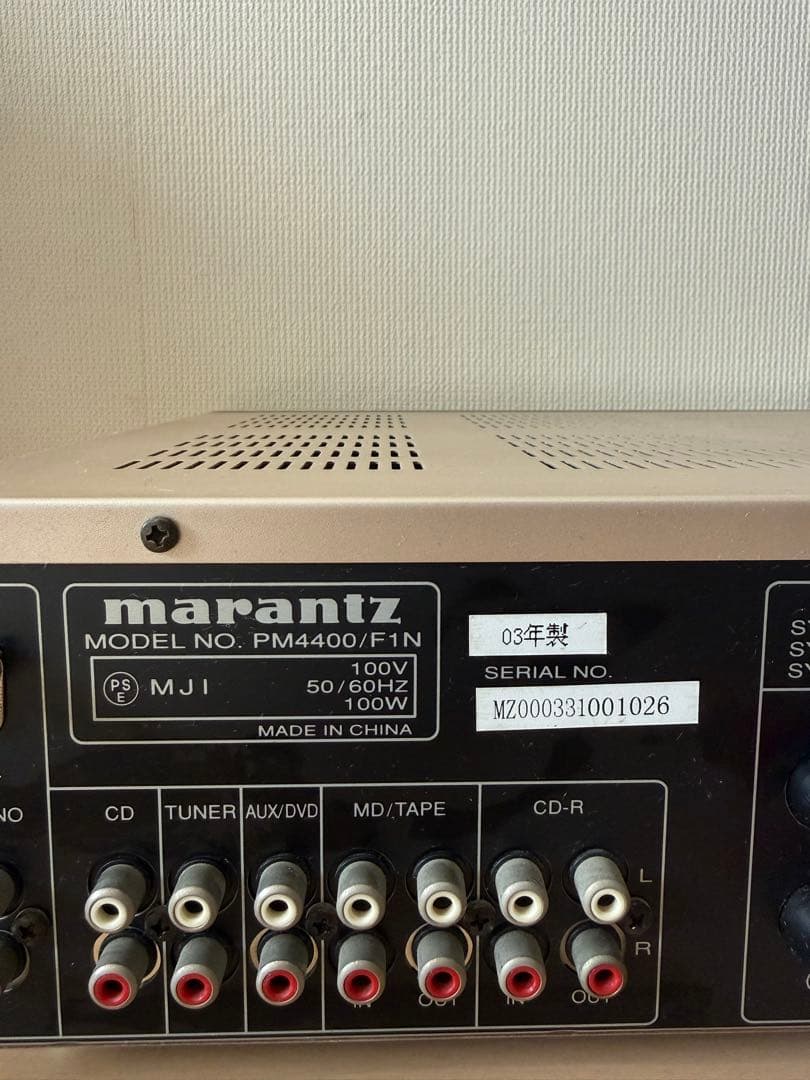 marantz
MODEL NO. PM4400/F1N
PS
E
MJI
100V
50/60HZ
100W
MADE IN CHINA
03年製
SERIAL NO.
MZ000331001026
CD
TUNER
AUX/DVD
MD/TAPE
CD-R
L
R
IN
OUT
IN
OUT